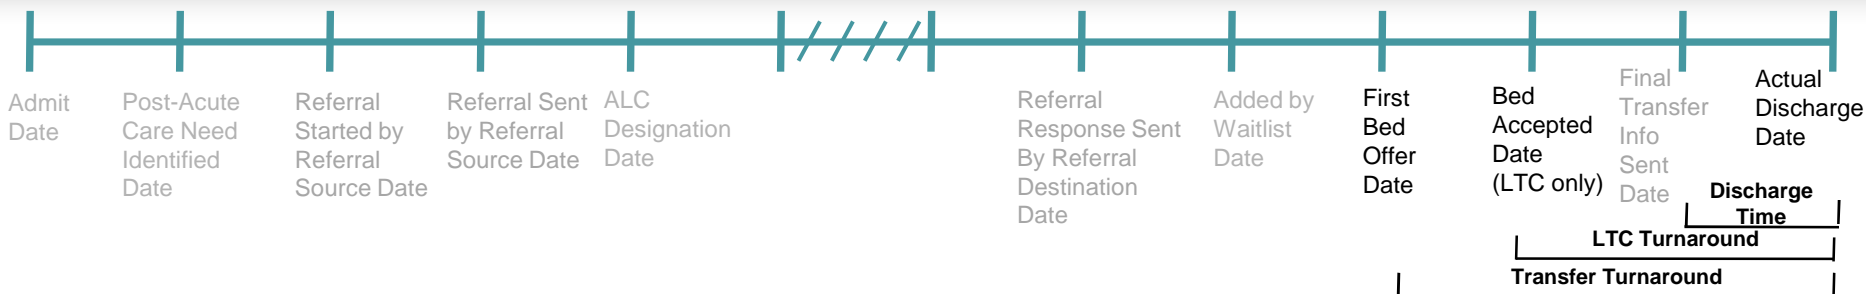 Admit
Date
Post-Acute
Care Need
Identified
Date
Referral
Started by
Referral
Source Date
Referral Sent
by Referral
Source Date
ALC
Designation
Date
Referral
Response Sent
By Referral
Destination
Date
Added by
Waitlist
Date
First
Bed
Offer
Date
Bed
Accepted
Date
(LTC only)
Final
Transfer
Info
Sent
Date
Actual
Discharge
Date
Discharge
Time
LTC Turnaround
Transfer Turnaround